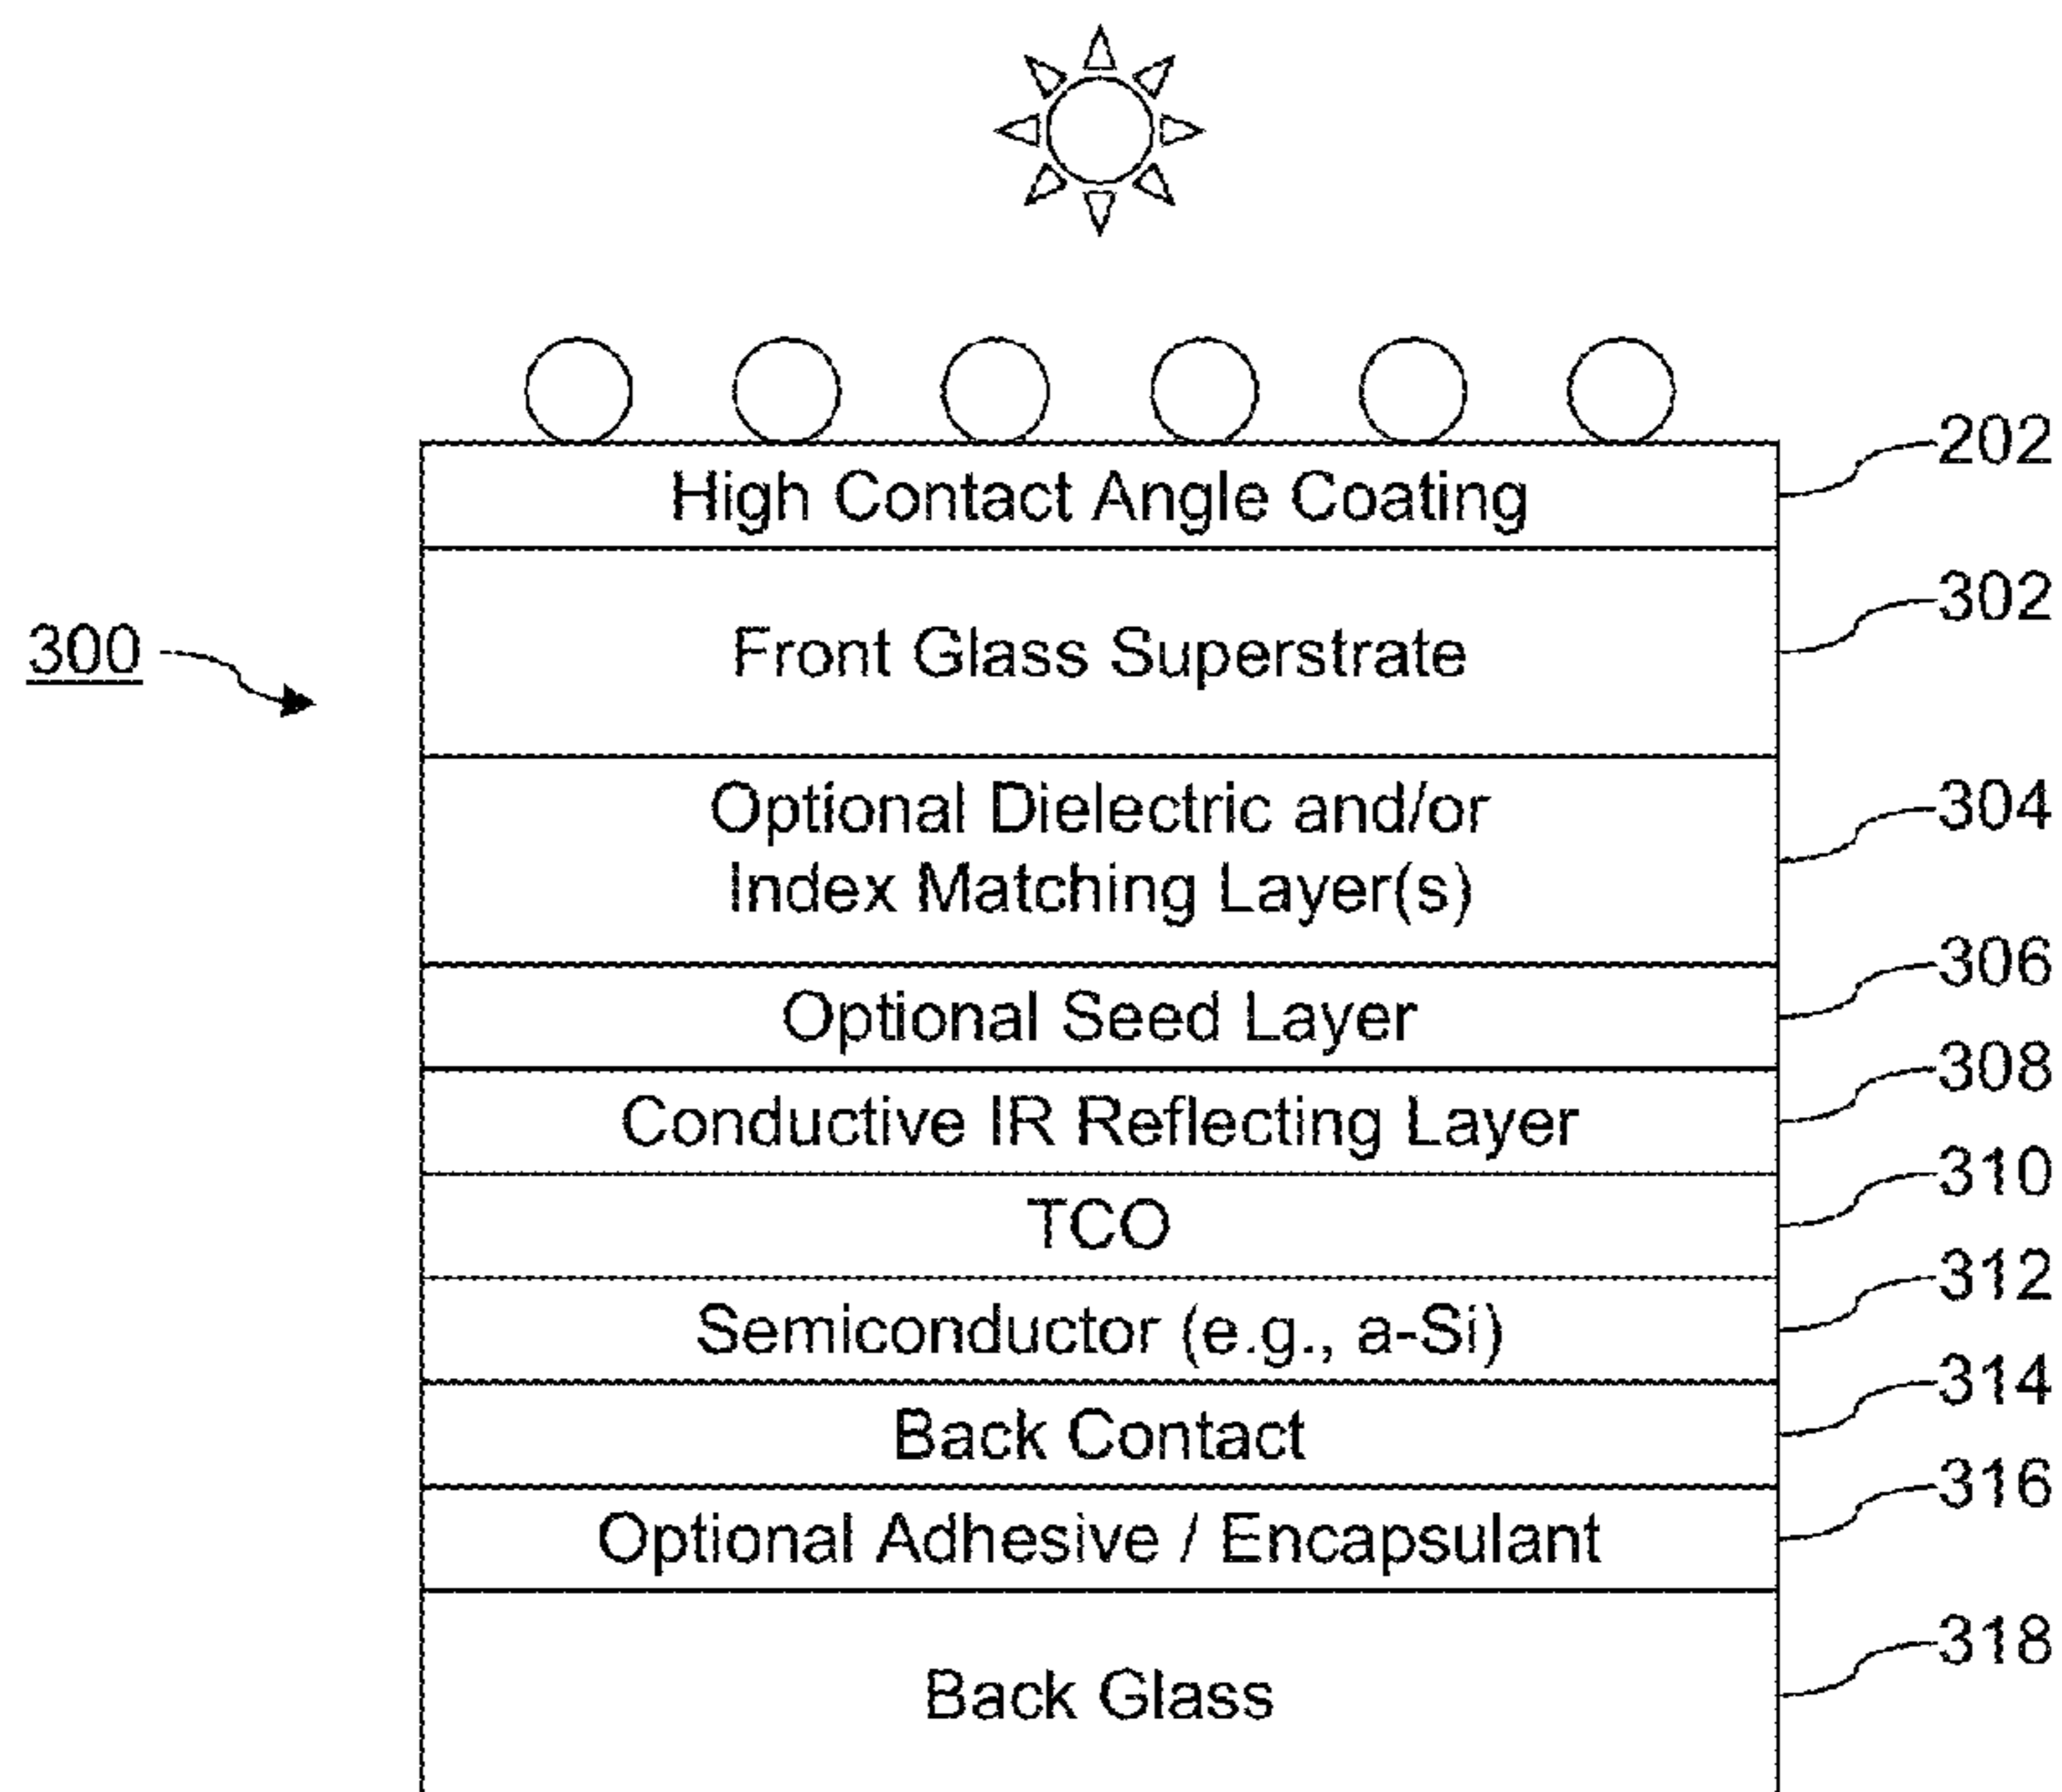 High Contact Angle Coating
202
Front Glass Superstrate
302
300
Optional Dielectric and/or
Index Matching Layer(s)
304
Optional Seed Layer
306
Conductive IR Reflecting Layer
308
TCO
310
Semiconductor (e.g., a-Si)
312
Back Contact
314
Optional Adhesive / Encapsulant
316
Back Glass
318